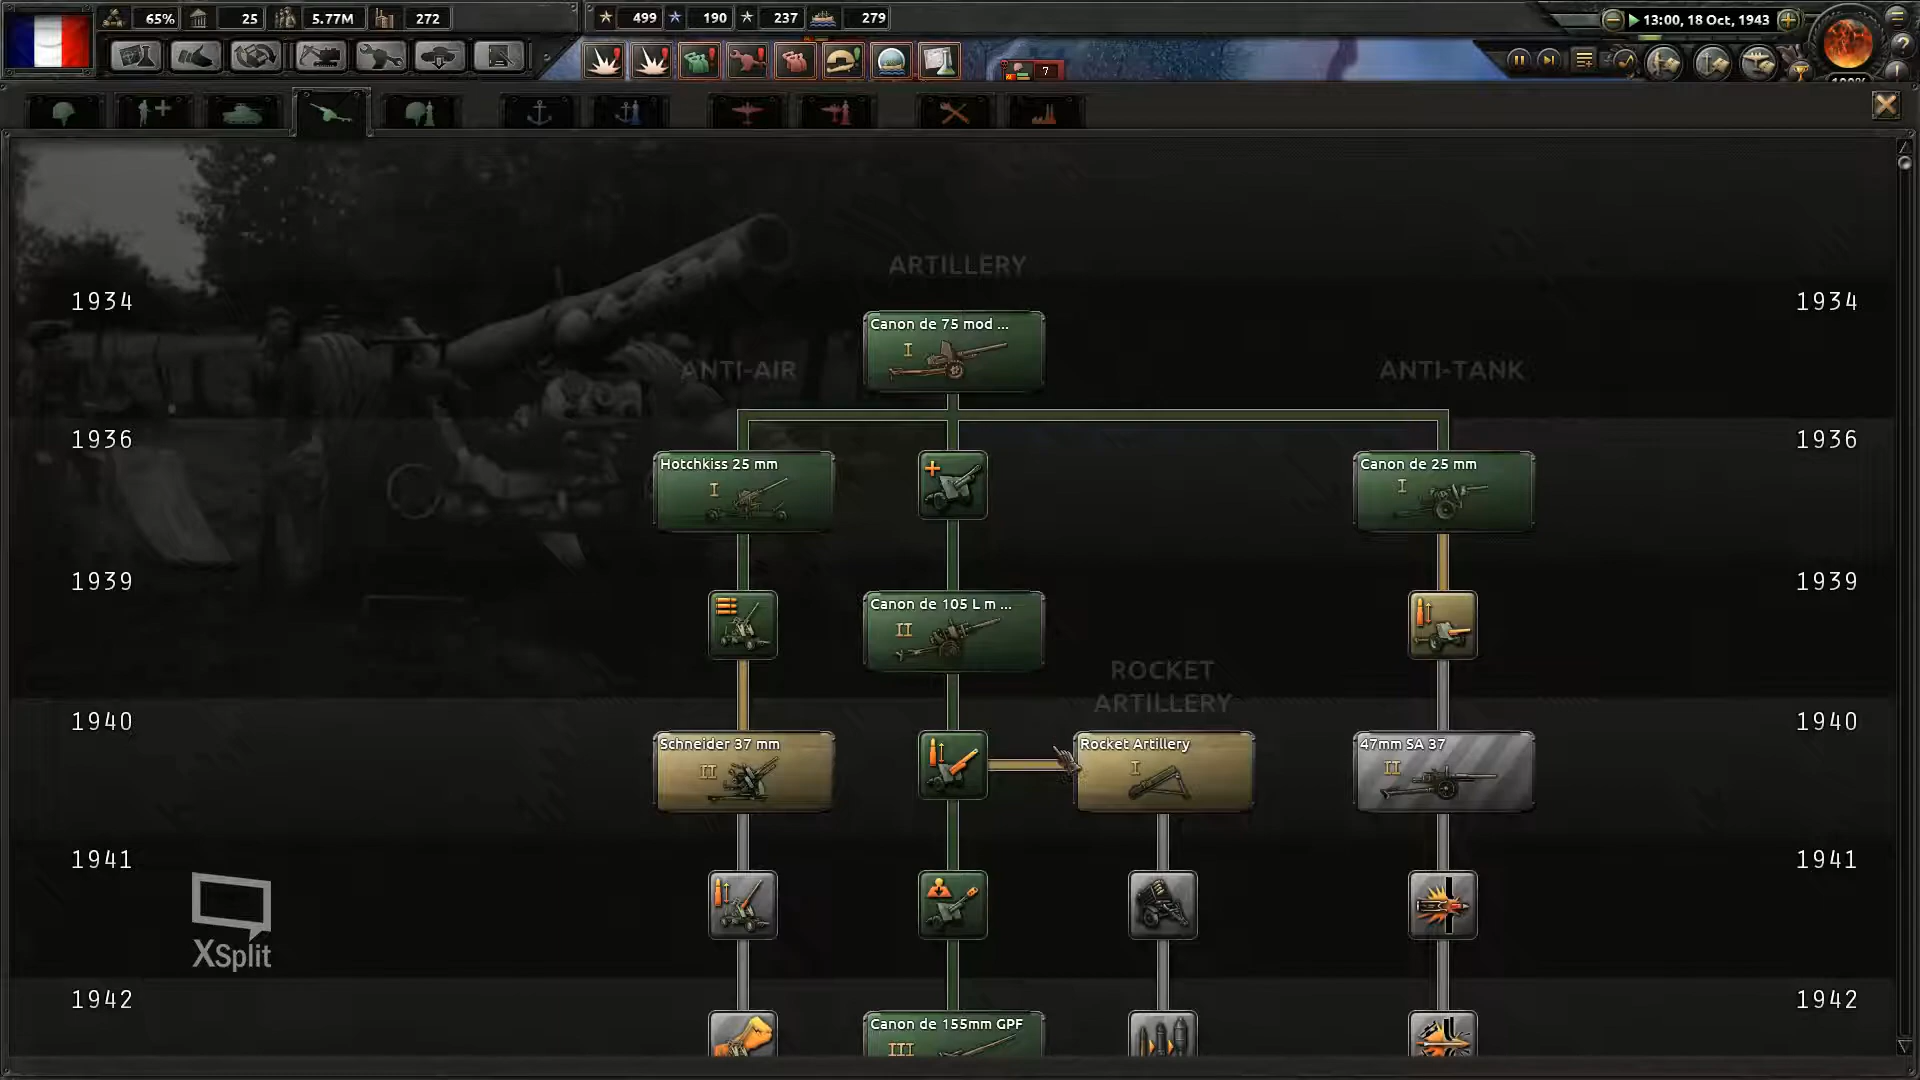 65%
25
5.77M
272
499
190
237
279
13:00, 18 Oct, 1943
7
100%
ARTILLERY
1934
1934
Canon de 75 mod ...
I
ANTI-AIR
ANTI-TANK
1936
1936
Hotchkiss 25 mm
I
Canon de 25 mm
I
1939
1939
Canon de 105 L m ...
II
ROCKET
ARTILLERY
1940
1940
Schneider 37 mm
II
Rocket Artillery
I
47mm SA 37
II
1941
1941
XSplit
1942
1942
Canon de 155mm GPF
III